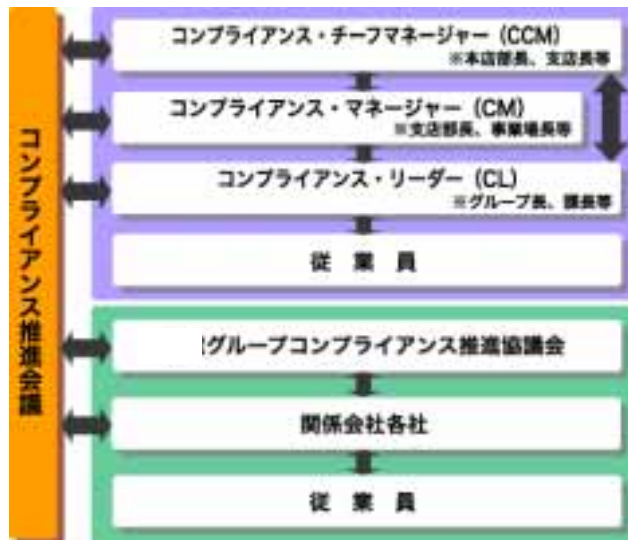 コンプライアンス推進会議
コンプライアンス・チーフマネージャー（CCM）
※本店部長、支店長等
コンプライアンス・マネージャー（CM）
※支店部長、事業場長等
コンプライアンス・リーダー（CL）
※グループ長、課長等
従 業 員
グループコンプライアンス推進協議会
関係会社各社
従 業 員